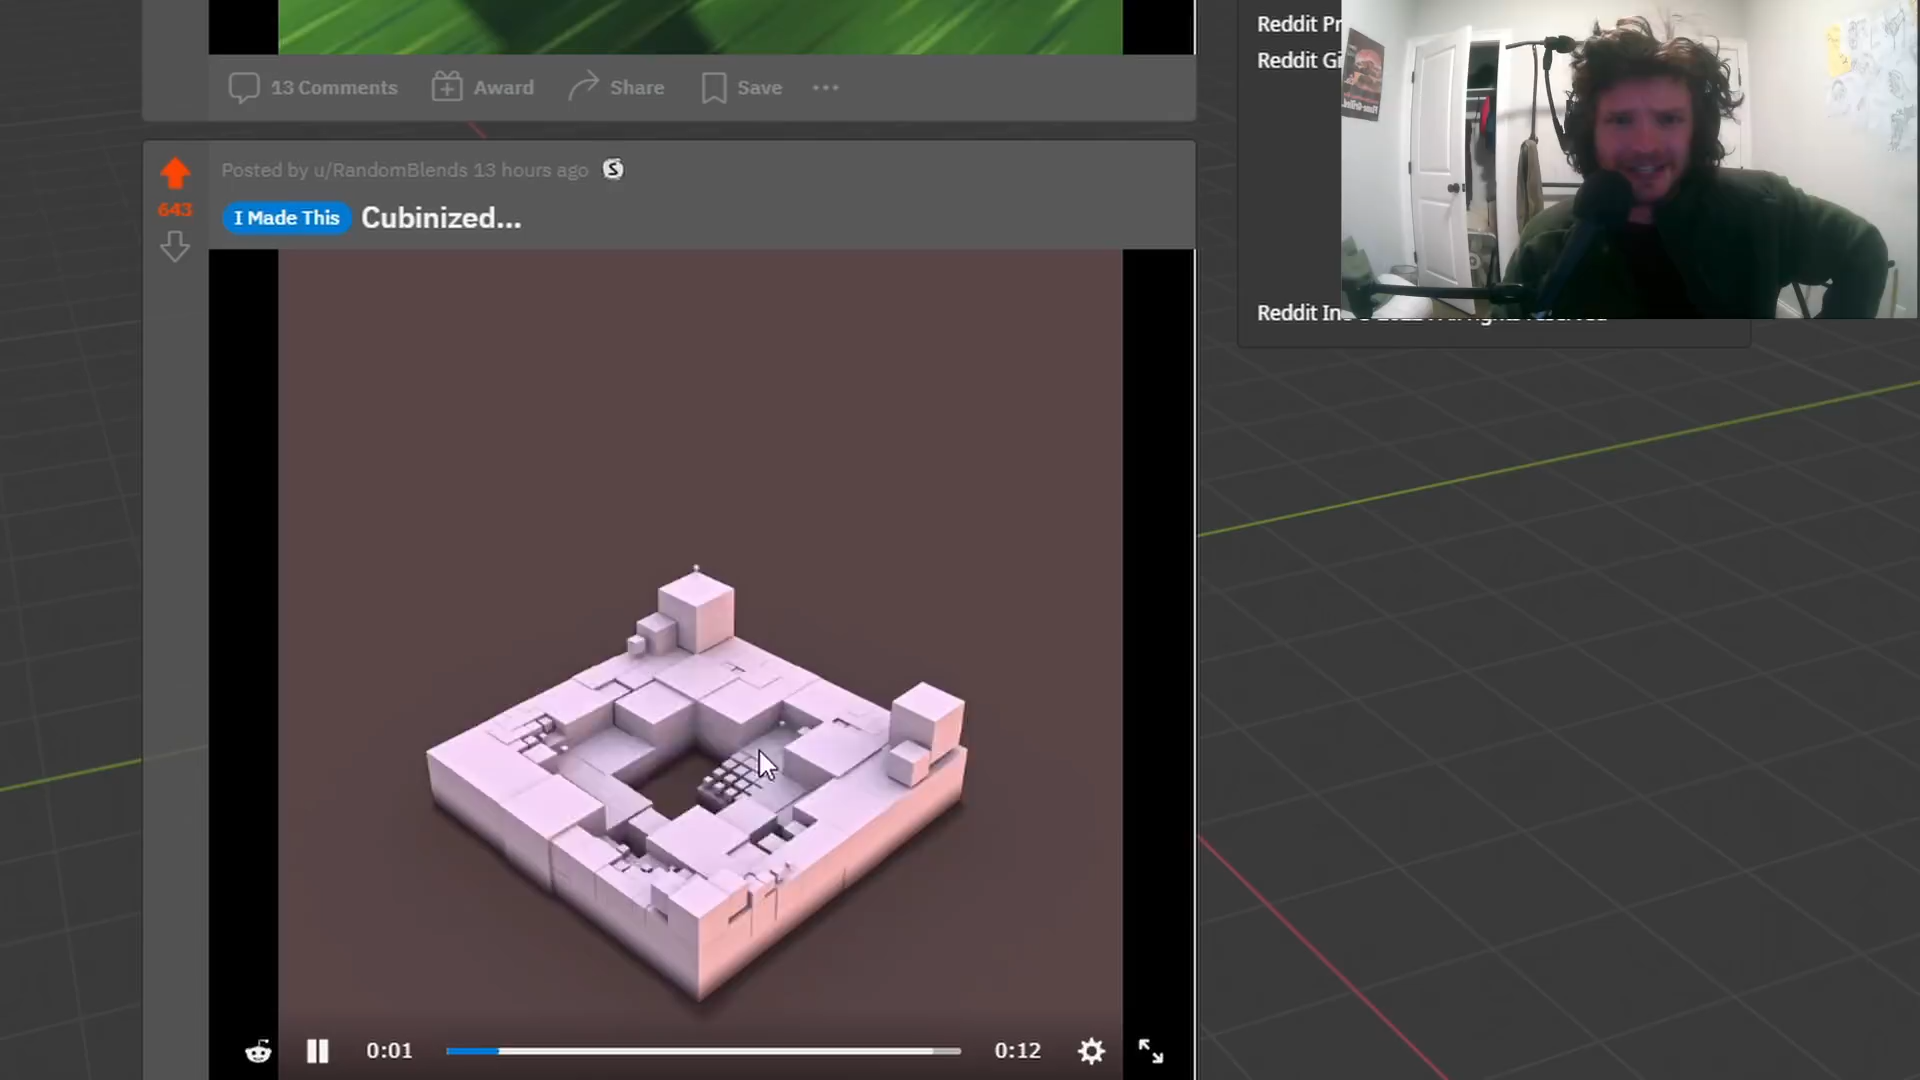 13 Comments
Award
Share
Save
Reddit Pr
Reddit Gi
Posted by u/RandomBlends 13 hours ago
643
I Made This
Cubinized...
Reddit In
0:01
0:12